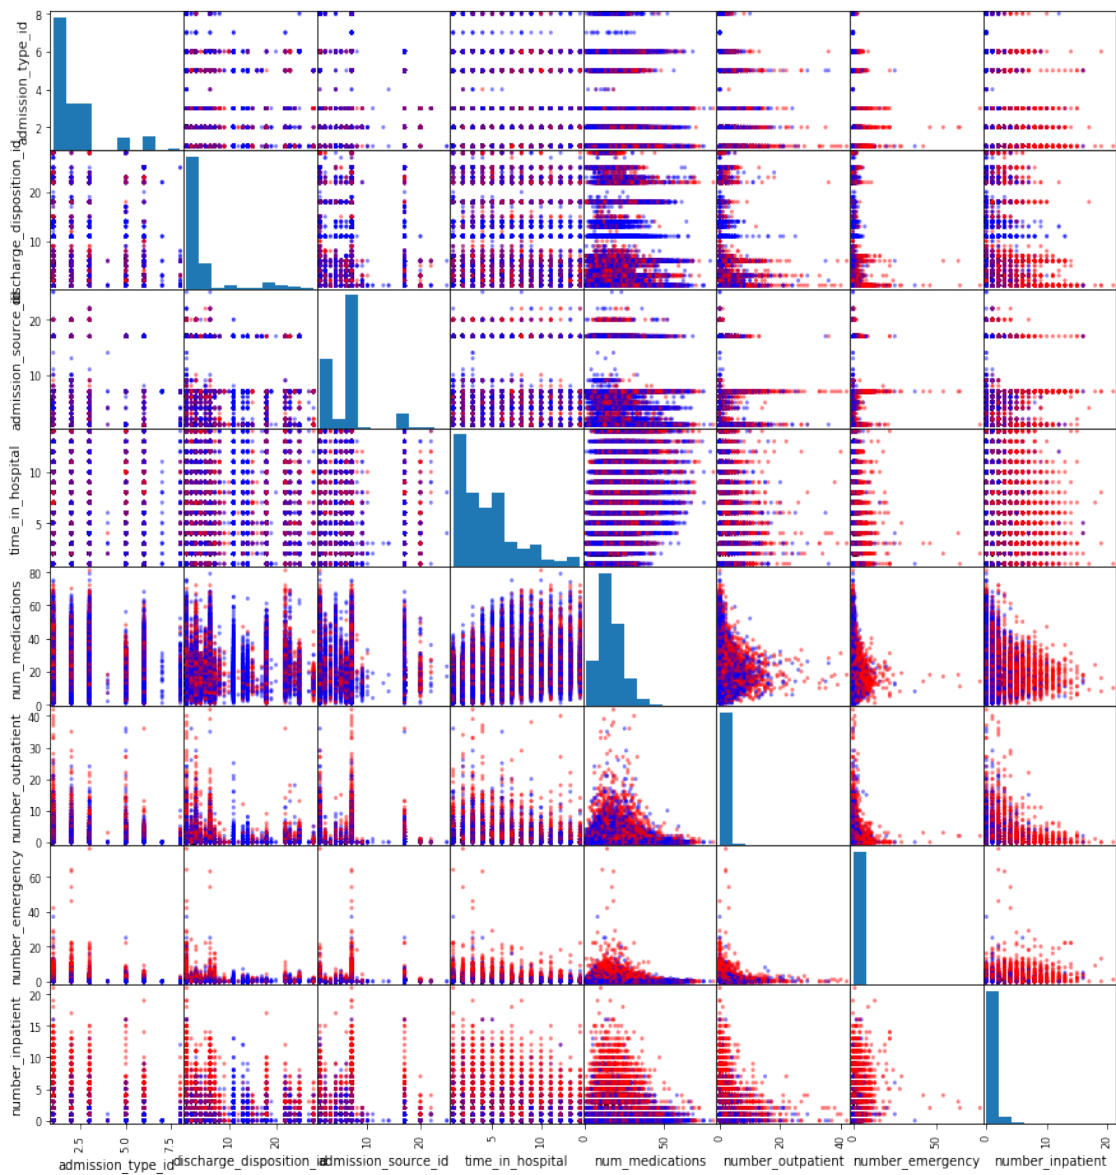 admission_type_id
8
6
4
2
discharge_disposition_id
20
10
admission_source_id
20
10
time_in_hospital
10
5
num_medications
80
60
40
20
0
number_outpatient
40
30
20
10
0
number_emergency
60
40
20
0
number_inpatient
20
15
10
5
0
2.5 5.0 7.5 10 20 10 20 5 10 0 50 0 20 40 0 50 0 10 20
admission_type_id discharge_disposition_id admission_source_id time_in_hospital num_medications number_outpatient number_emergency number_inpatient